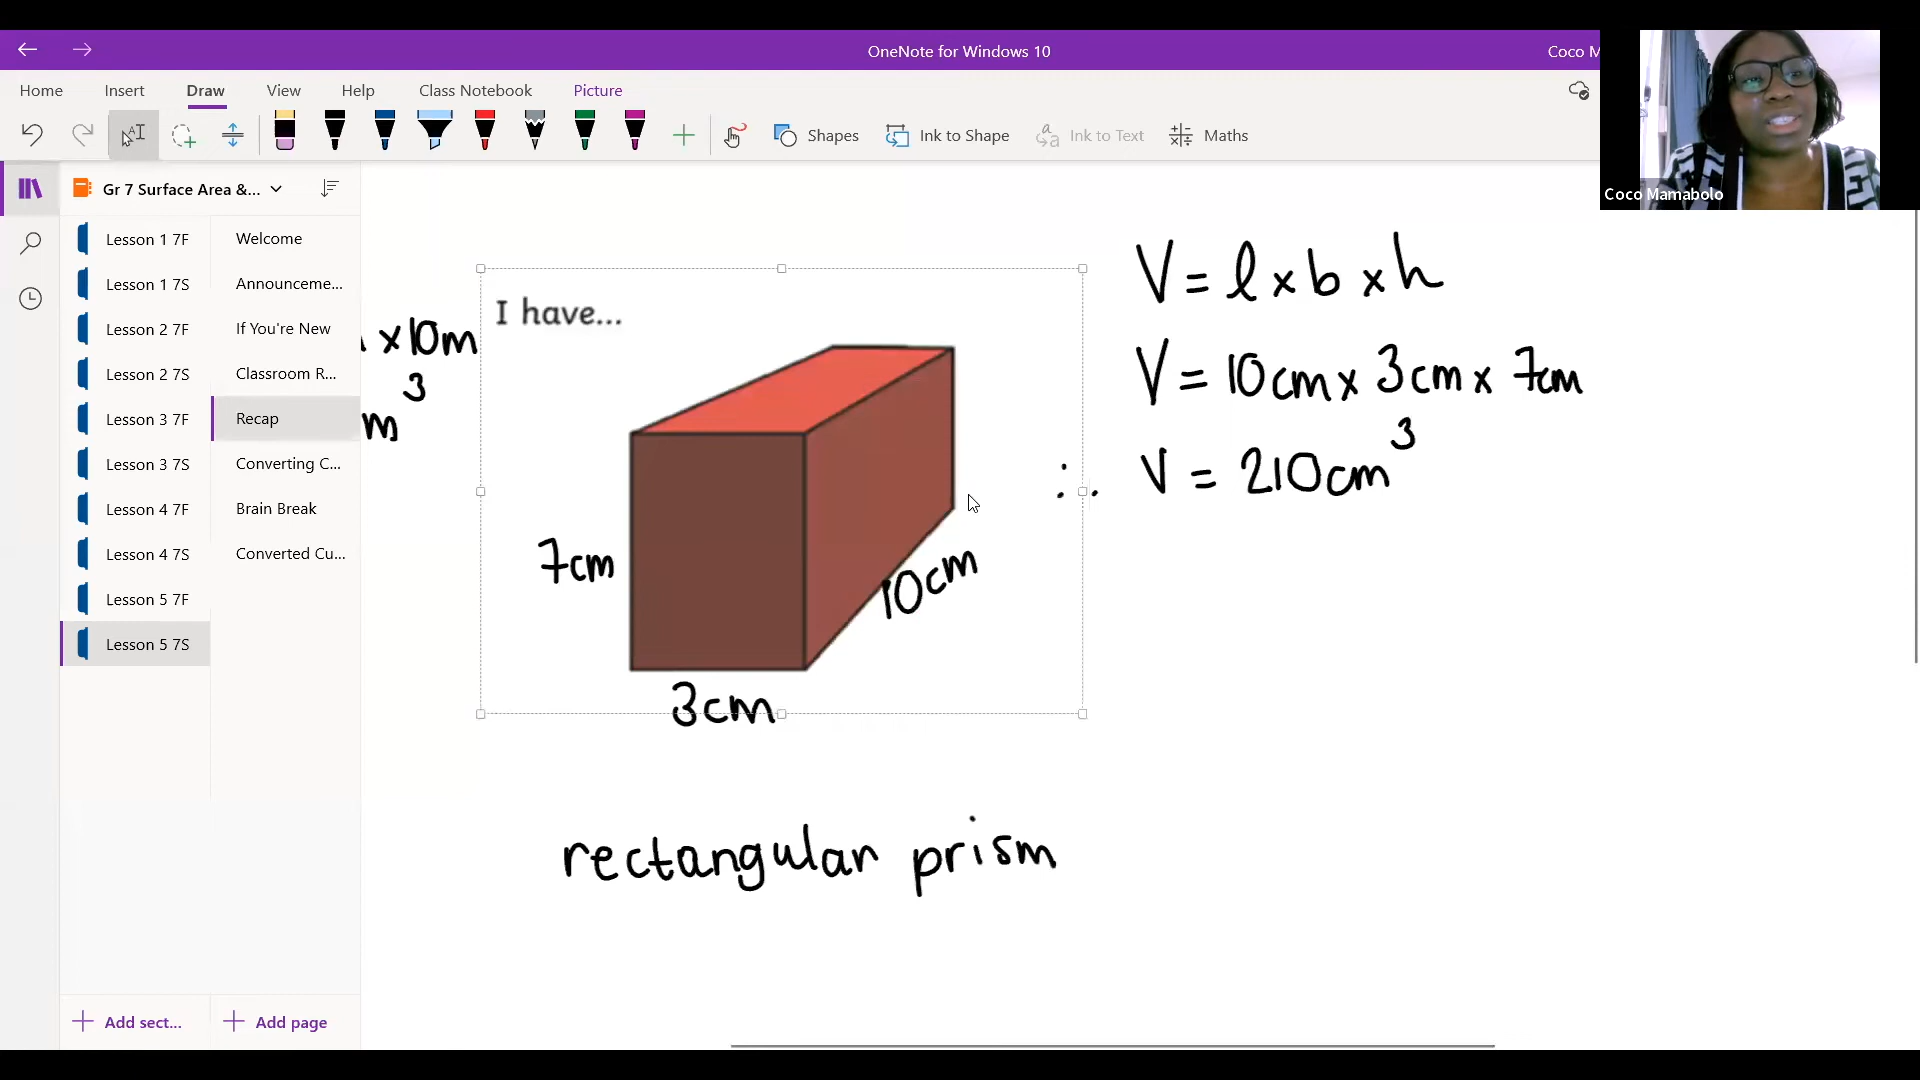 OneNote for Windows 10
Coco M
Home Insert Draw View Help Class Notebook Picture
Shapes Ink to Shape Ink to Text Maths
Coco Mamabolo
Gr 7 Surface Area &...
Lesson 1 7F
Lesson 1 7S
Lesson 2 7F
Lesson 2 7S
Lesson 3 7F
Lesson 3 7S
Lesson 4 7F
Lesson 4 7S
Lesson 5 7F
Lesson 5 7S
Add sect...
Welcome
Announceme...
If You're New
Classroom R...
Recap
Converting C...
Brain Break
Converted Cu...
Add page
x10m
m³
I have...
7cm
10cm
3cm
rectangular prism
V = l x b x h
V = 10cm x 3cm x 7cm
∴ V = 210cm³